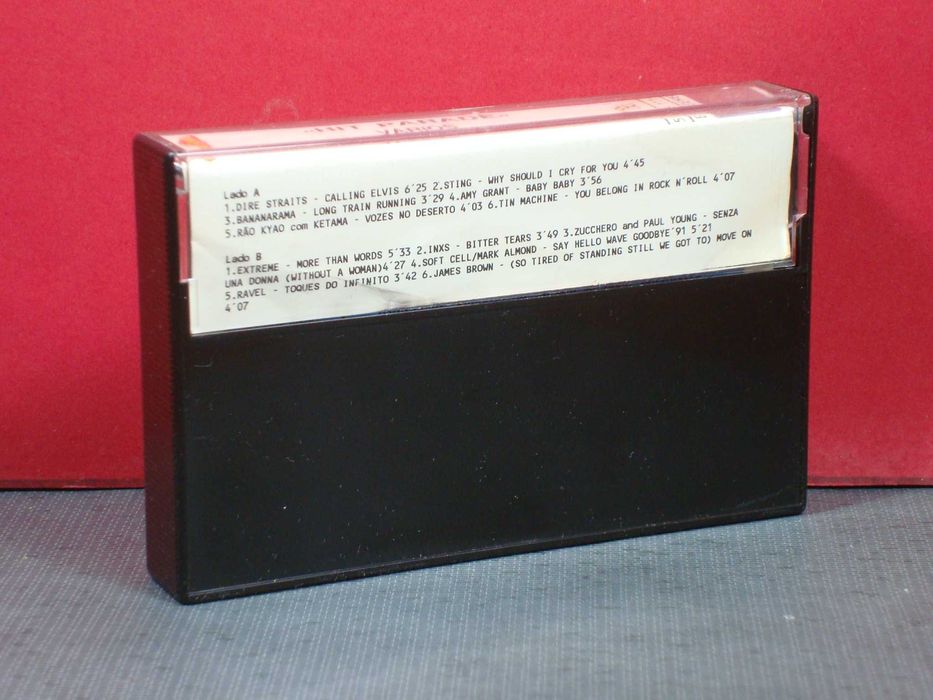 «HIT PARADE»
VÁRIOS
Lado A
1.DIRE STRAITS - CALLING ELVIS 6´25 2.STING - WHY SHOULD I CRY FOR YOU 4´45
3.BANANARAMA - LONG TRAIN RUNNING 3´29 4.AMY GRANT - BABY BABY 3´56
5.RÃO KYAO com KETAMA - VOZES NO DESERTO 4´03 6.TIN MACHINE - YOU BELONG IN ROCK N´ROLL 4´07
Lado B
1.EXTREME - MORE THAN WORDS 5´33 2.INXS - BITTER TEARS 3´49 3.ZUCCHERO and PAUL YOUNG - SENZA
UNA DONNA (WITHOUT A WOMAN)4´27 4.SOFT CELL/MARK ALMOND - SAY HELLO WAVE GOODBYE´91 5´21
5.RAVEL - TOQUES DO INFINITO 3´42 6.JAMES BROWN - (SO TIRED OF STANDING STILL WE GOT TO) MOVE ON
4´07